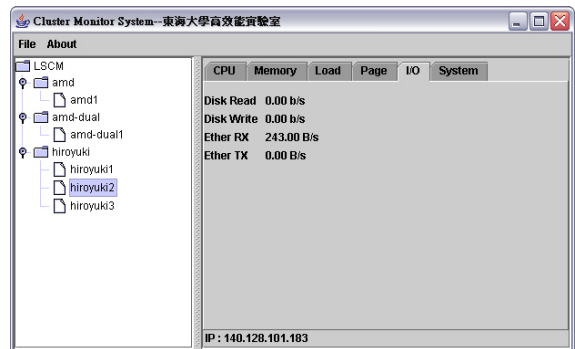 Cluster Monitor System--東海大學高效能實驗室
File About
LSCM
amd
amd1
amd-dual
amd-dual1
hiroyuki
hiroyuki1
hiroyuki2
hiroyuki3
CPU Memory Load Page I/O System
Disk Read 0.00 b/s
Disk Write 0.00 b/s
Ether RX 243.00 B/s
Ether TX 0.00 B/s
IP : 140.128.101.183